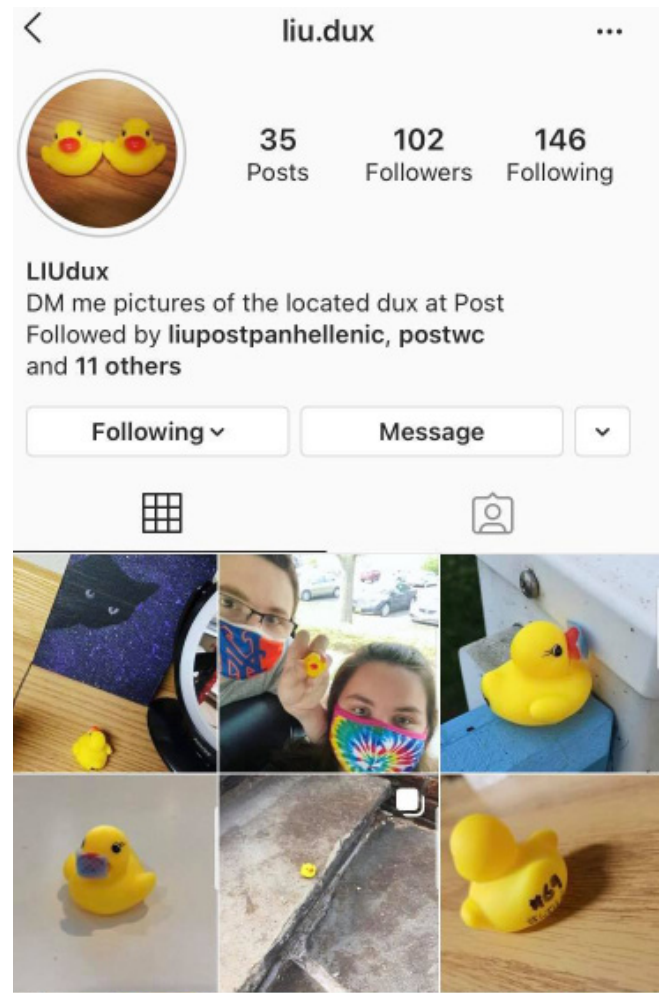 liu.dux
35 102 146
Posts Followers Following
LIUdux
DM me pictures of the located dux at Post
Followed by liupostpanhellenic, postwc
and 11 others
Following Message
#69